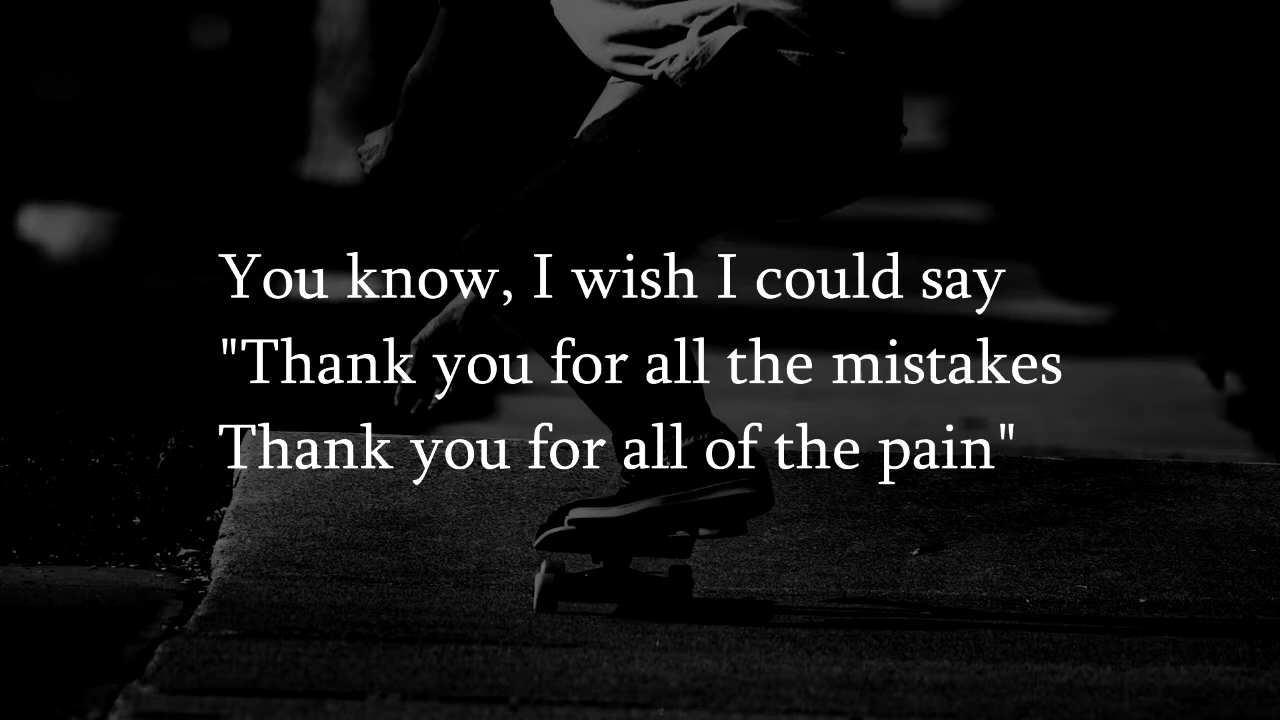 You know, I wish I could say
"Thank you for all the mistakes
Thank you for all of the pain"